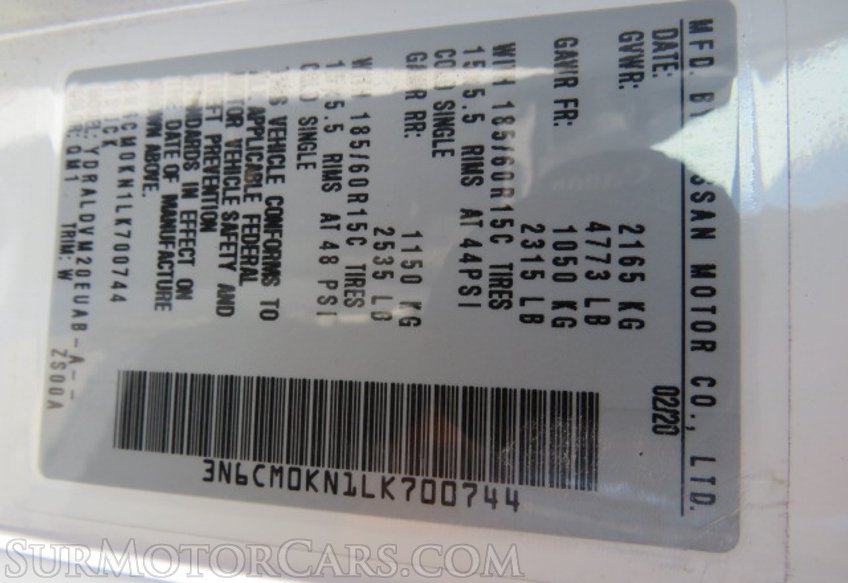 MFD. BY NISSAN MOTOR CO., LTD.
DATE: 02/20
GVWR: 2165 KG
4773 LB
GAWR FR: 1050 KG
2315 LB
WITH 185/60R15C TIRES
15X5.5 RIMS AT 44PSI
COLD SINGLE
GAWR RR: 1150 KG
2535 LB
WITH 185/60R15C TIRES
15X5.5 RIMS AT 48 PSI
COLD SINGLE
THIS VEHICLE CONFORMS TO
ALL APPLICABLE FEDERAL
MOTOR VEHICLE SAFETY AND
THEFT PREVENTION
STANDARDS IN EFFECT ON
THE DATE OF MANUFACTURE
SHOWN ABOVE.
3N6CM0KN1LK700744
TRUCK
YDRALDVM20EUAB-A--
QM1 TRIM: W ZS00A
3N6CM0KN1LK700744
SURMOTORCARS.COM